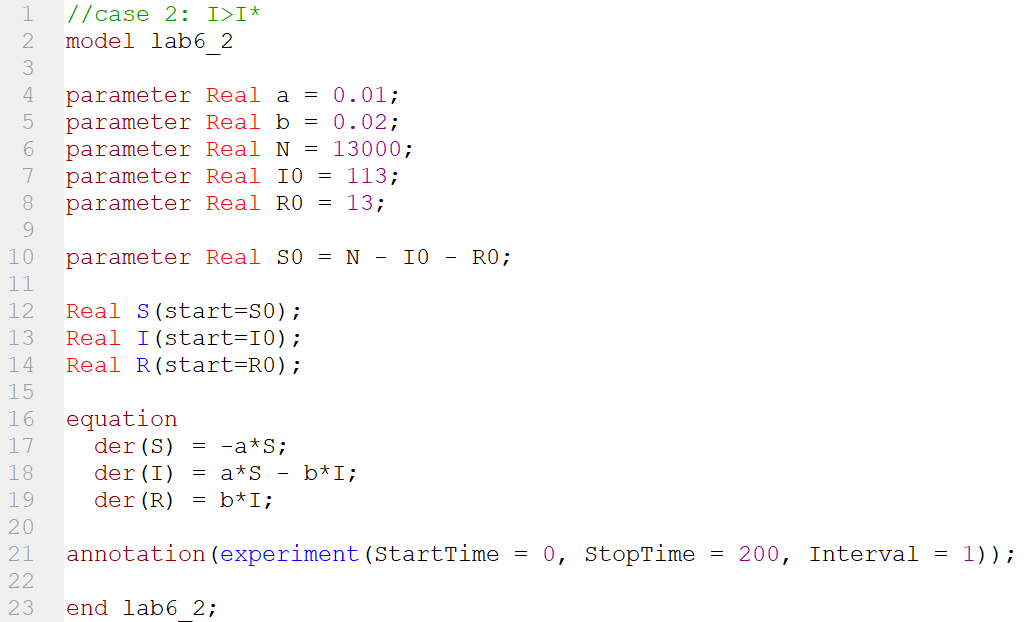 1 //case 2: I>I*
2 model lab6_2
3
4 parameter Real a = 0.01;
5 parameter Real b = 0.02;
6 parameter Real N = 13000;
7 parameter Real I0 = 113;
8 parameter Real R0 = 13;
9
10 parameter Real S0 = N - I0 - R0;
11
12 Real S(start=S0);
13 Real I(start=I0);
14 Real R(start=R0);
15
16 equation
17   der(S) = -a*S;
18   der(I) = a*S - b*I;
19   der(R) = b*I;
20
21 annotation(experiment(StartTime = 0, StopTime = 200, Interval = 1));
22
23 end lab6_2;